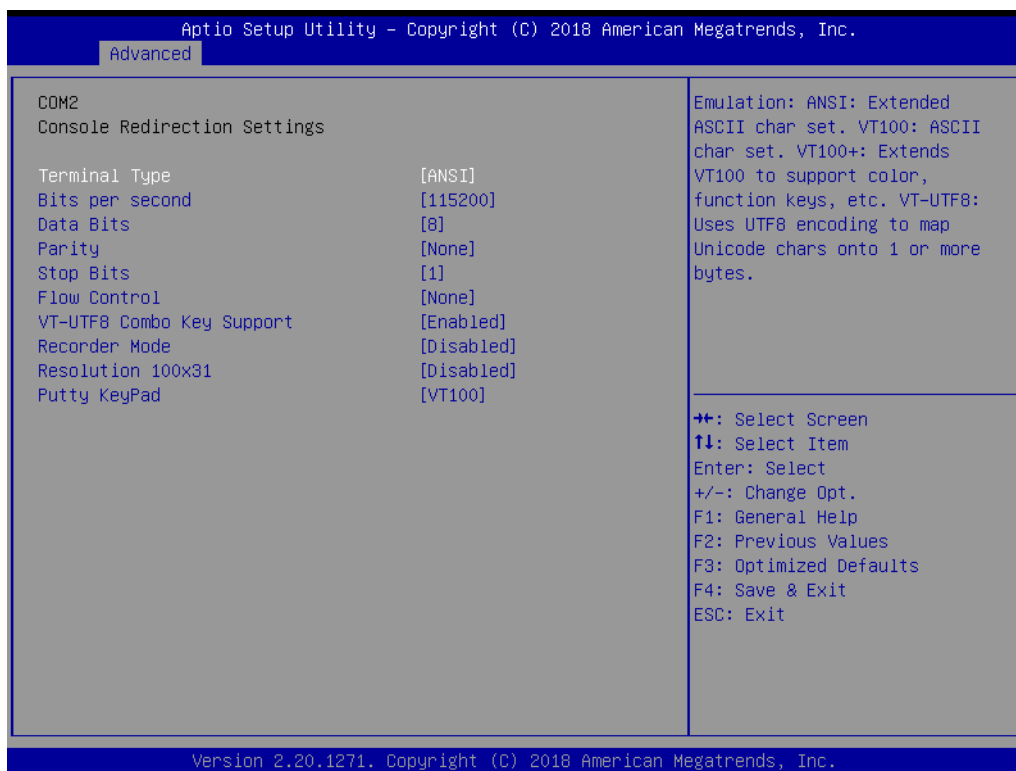 Aptio Setup Utility – Copyright (C) 2018 American Megatrends, Inc.
Advanced
COM2
Console Redirection Settings
Terminal Type [ANSI]
Bits per second [115200]
Data Bits [8]
Parity [None]
Stop Bits [1]
Flow Control [None]
VT-UTF8 Combo Key Support [Enabled]
Recorder Mode [Disabled]
Resolution 100x31 [Disabled]
Putty KeyPad [VT100]
Emulation: ANSI: Extended
ASCII char set. VT100: ASCII
char set. VT100+: Extends
VT100 to support color,
function keys, etc. VT-UTF8:
Uses UTF8 encoding to map
Unicode chars onto 1 or more
bytes.
→←: Select Screen
↑↓: Select Item
Enter: Select
+/-: Change Opt.
F1: General Help
F2: Previous Values
F3: Optimized Defaults
F4: Save & Exit
ESC: Exit
Version 2.20.1271. Copyright (C) 2018 American Megatrends, Inc.